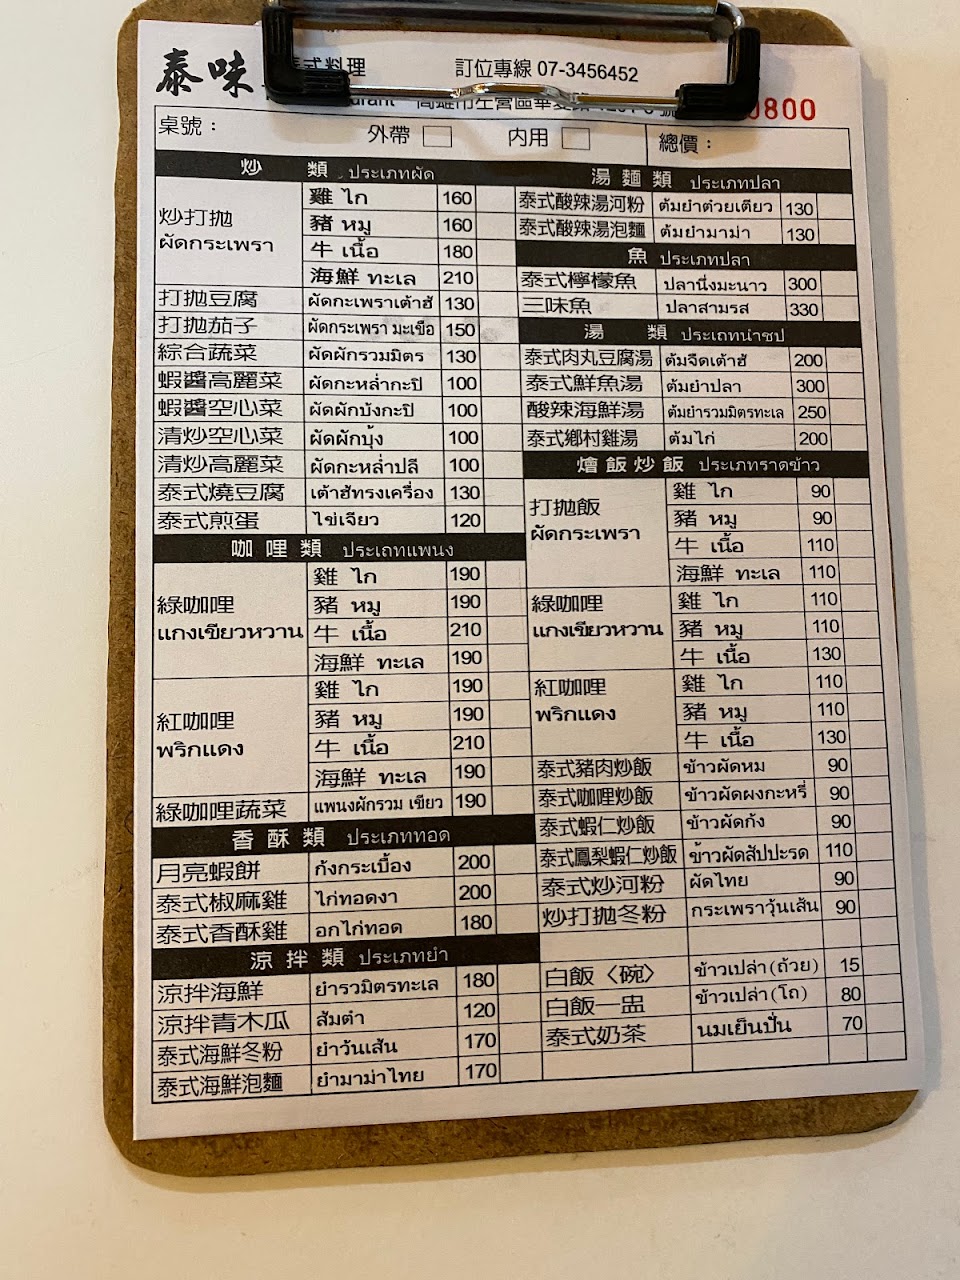 泰味 泰式料理 訂位專線 07-3456452
0800
桌號： 外帶 內用 總價：
炒 類 ประเภทผัด
炒打拋 ผัดกระเพรา
雞 ไก 160
豬 หมู 160
牛 เนื้อ 180
海鮮 ทะเล 210
打拋豆腐 ผัดกะเพราเต้าฮั 130
打拋茄子 ผัดกระเพรา มะเขือ 150
綜合蔬菜 ผัดผักรวมมิตร 130
蝦醬高麗菜 ผัดกะหล่ำกะปิ 100
蝦醬空心菜 ผัดผักบังกะปิ 100
清炒空心菜 ผัดผักบุ้ง 100
清炒高麗菜 ผัดกะหล่ำปลี 100
泰式燒豆腐 เต้าฮัทรงเครื่อง 130
泰式煎蛋 ไข่เจียว 120
咖 哩 類 ประเถทแพนง
綠咖哩 แกงเขียวหวาน
雞 ไก 190
豬 หมู 190
牛 เนื้อ 210
海鮮 ทะเล 190
紅咖哩 พริกแดง
雞 ไก 190
豬 หมู 190
牛 เนื้อ 210
海鮮 ทะเล 190
綠咖哩蔬菜 แพนงผักรวม เขียว 190
香 酥 類 ประเภททอด
月亮蝦餅 กังกระเบื้อง 200
泰式椒麻雞 ไก่ทอดงา 200
泰式香酥雞 อกไก่ทอด 180
涼 拌 類 ประเภทยำ
涼拌海鮮 ยำรวมิตรทะเล 180
涼拌青木瓜 ส้มตำ 120
泰式海鮮冬粉 ยำวันเส้น 170
泰式海鮮泡麵 ยำมาม่าไทย 170
湯 麵 類 ประเภทปลา
泰式酸辣湯河粉 ต้มยำต๋วยเตียว 130
泰式酸辣湯泡麵 ต้มยำมาม่า 130
魚 ประเภทปลา
泰式檸檬魚 ปลานึ่งมะนาว 300
三味魚 ปลาสามรส 330
湯 類 ประเถทน่าซป
泰式肉丸豆腐湯 ต้มจืดเต้าฮั 200
泰式鮮魚湯 ต้มยำปลา 300
酸辣海鮮湯 ต้มยำรวมมิตรทะเล 250
泰式鄉村雞湯 ต้มไก่ 200
燴 飯 炒 飯 ประเภทราดข้าว
打拋飯 ผัดกระเพรา
雞 ไก 90
豬 หมู 90
牛 เนื้อ 110
海鮮 ทะเล 110
綠咖哩 แกงเขียวหวาน
雞 ไก 110
豬 หมู 110
牛 เนื้อ 130
紅咖哩 พริกแดง
雞 ไก 110
豬 หมู 110
牛 เนื้อ 130
泰式豬肉炒飯 ข้าวผัดหม 90
泰式咖哩炒飯 ข้าวผัดผงกะหรี่ 90
泰式蝦仁炒飯 ข้าวผัดกัง 90
泰式鳳梨蝦仁炒飯 ข้าวผัดสัปปะรด 110
泰式炒河粉 ผัดไทย 90
炒打拋冬粉 กระเพราวุ้นเส้น 90
白飯〈碗〉 ข้าวเปล่า(ถ้วย) 15
白飯一盅 ข้าวเปล่า(โถ) 80
泰式奶茶 นมเย็นปั่น 70